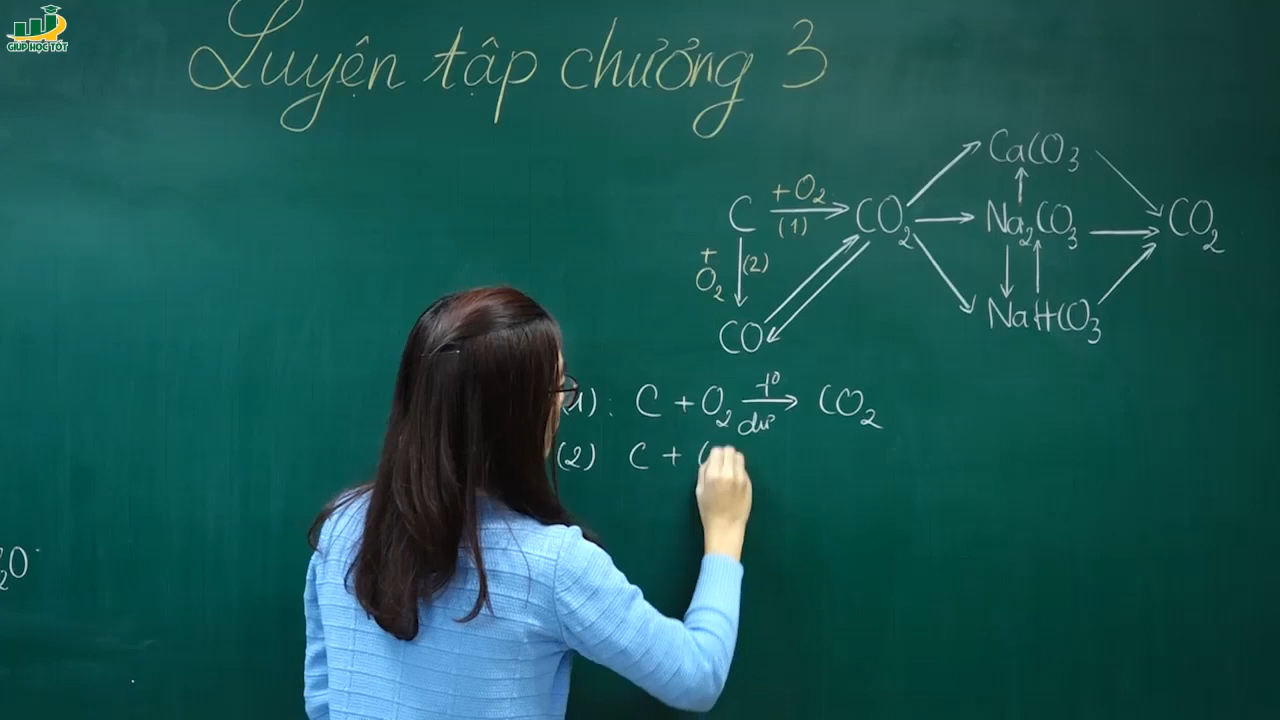 GIÚP HỌC TỐT
Luyện tập chương 3
CaCO3
C +O2 (1) CO2 Na2CO3 CO2
+ O2 (2)
CO NaHCO3
(1) : C + O2 t° dư CO2
(2) C +
2O